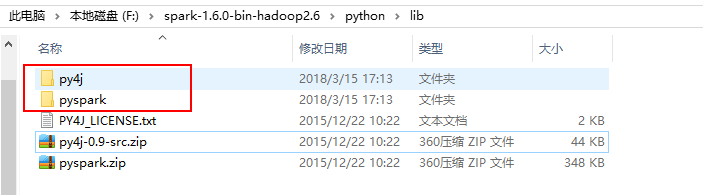 此电脑 > 本地磁盘 (F:) > spark-1.6.0-bin-hadoop2.6 > python > lib
名称 修改日期 类型 大小
py4j 2018/3/15 17:13 文件夹
pyspark 2018/3/15 17:13 文件夹
PY4J_LICENSE.txt 2015/12/22 10:22 文本文档 2 KB
py4j-0.9-src.zip 2015/12/22 10:22 360压缩 ZIP 文件 44 KB
pyspark.zip 2015/12/22 10:22 360压缩 ZIP 文件 348 KB